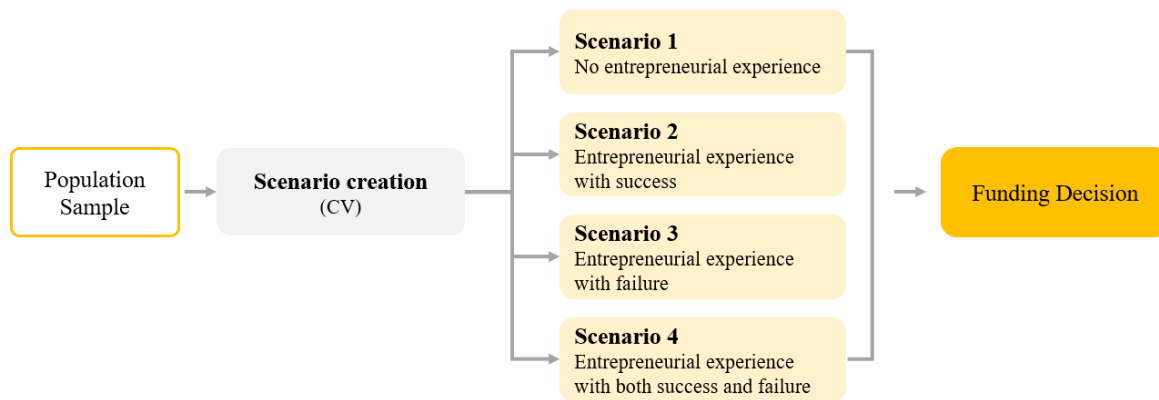 Population
Sample
Scenario creation
(CV)
Scenario 1
No entrepreneurial experience
Scenario 2
Entrepreneurial experience
with success
Scenario 3
Entrepreneurial experience
with failure
Scenario 4
Entrepreneurial experience
with both success and failure
Funding Decision